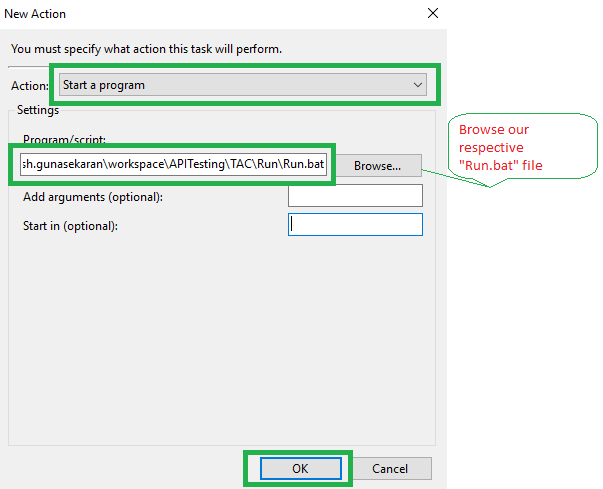 New Action
You must specify what action this task will perform.
Action: Start a program
Settings
Program/script:
sh.gunasekaran\workspace\APITesting\TAC\Run\Run.bat Browse...
Add arguments (optional):
Start in (optional):
OK Cancel
Browse our
respective
"Run.bat" file